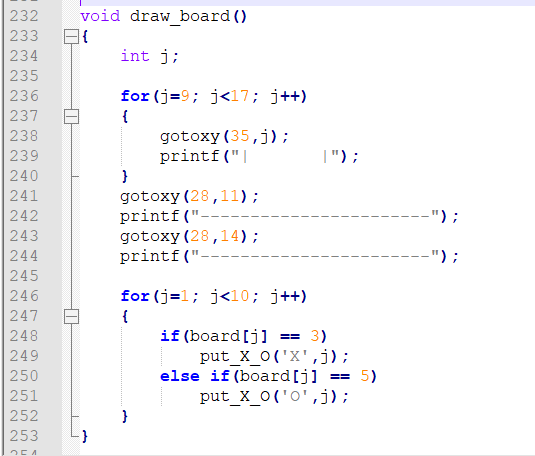 232 void draw_board()
233 {
234     int j;
235
236     for(j=9; j<17; j++)
237     {
238         gotoxy(35,j);
239         printf("|       |");
240     }
241     gotoxy(28,11);
242     printf("-----------------------");
243     gotoxy(28,14);
244     printf("-----------------------");
245
246     for(j=1; j<10; j++)
247     {
248         if(board[j] == 3)
249             put_X_O('X',j);
250         else if(board[j] == 5)
251             put_X_O('O',j);
252     }
253 }